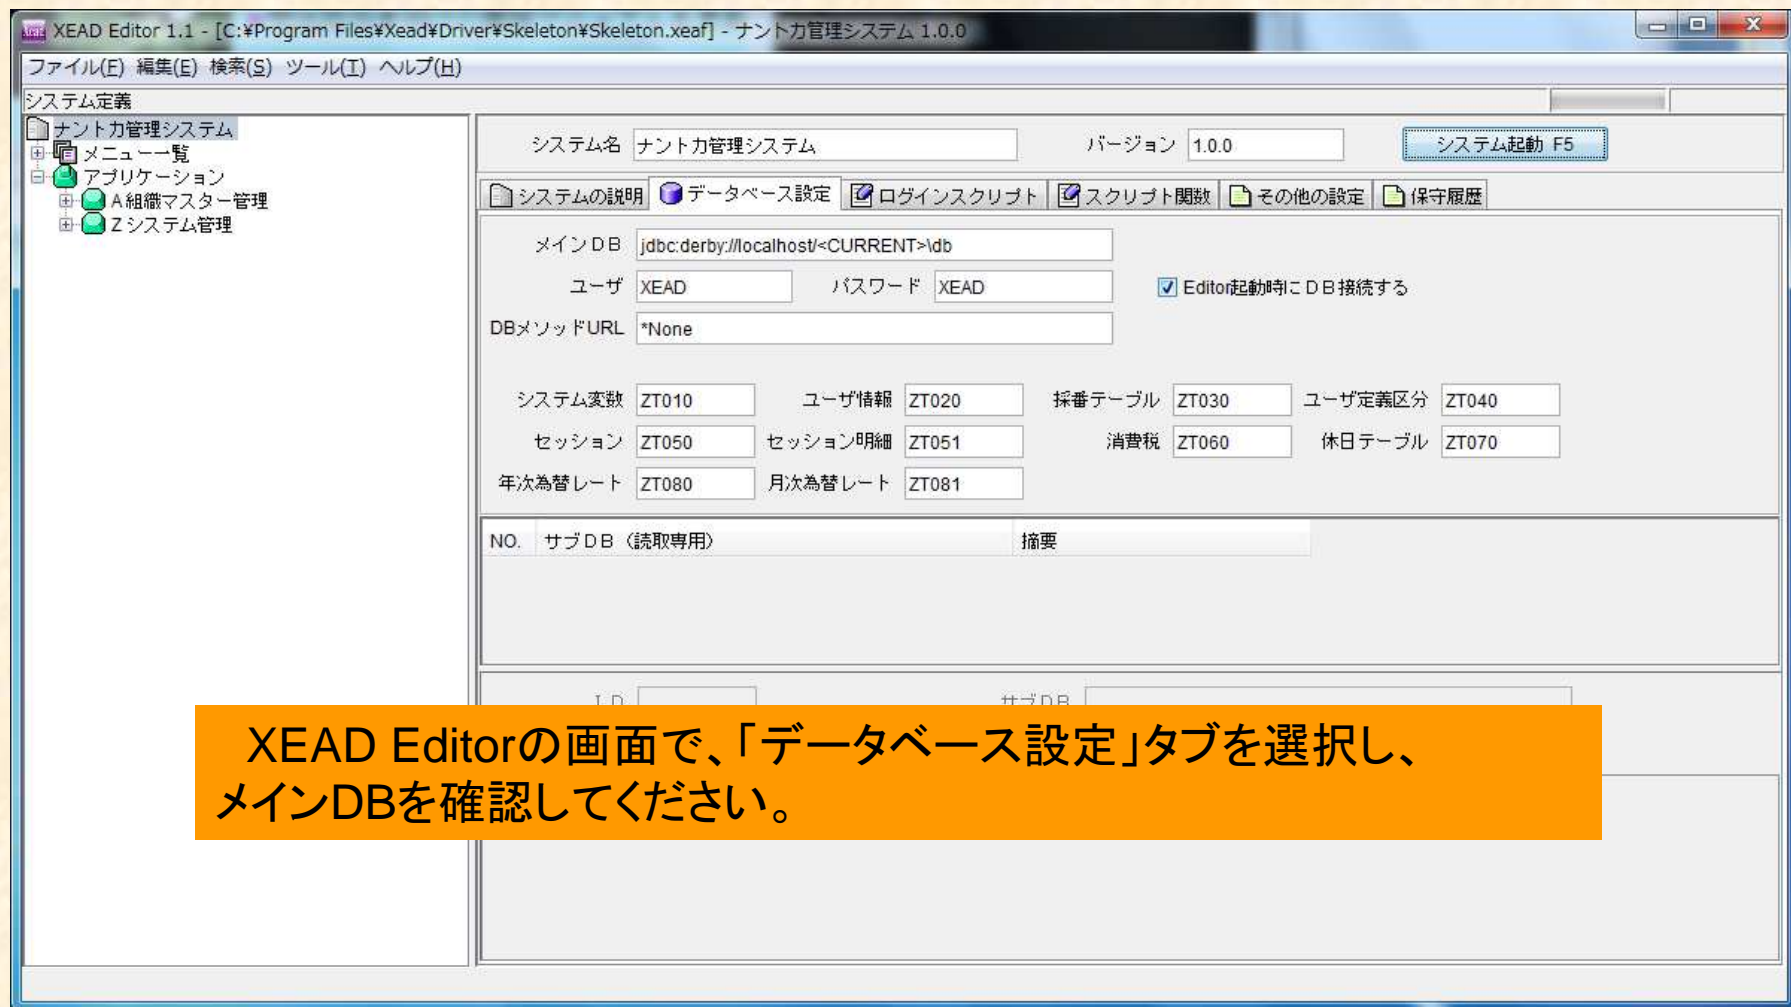 XEAD Editor 1.1 - [C:¥Program Files¥Xead¥Driver¥Skeleton¥Skeleton.xeaf] - ナントカ管理システム 1.0.0
ファイル(F) 編集(E) 検索(S) ツール(T) ヘルプ(H)
システム定義
ナントカ管理システム
メニュー一覧
アプリケーション
A 組織マスター管理
Z システム管理
システム名 ナントカ管理システム バージョン 1.0.0 システム起動 F5
システムの説明 データベース設定 ログインスクリプト スクリプト関数 その他の設定 保守履歴
メインDB jdbc:derby://localhost/<CURRENT>\db
ユーザ XEAD パスワード XEAD Editor起動時にDB接続する
DBメソッドURL *None
システム変数 ZT010 ユーザ情報 ZT020 採番テーブル ZT030 ユーザ定義区分 ZT040
セッション ZT050 セッション明細 ZT051 消費税 ZT060 休日テーブル ZT070
年次為替レート ZT080 月次為替レート ZT081
NO. サブDB(読取専用) 摘要
ID サブDB
XEAD Editorの画面で、「データベース設定」タブを選択し、
メインDBを確認してください。